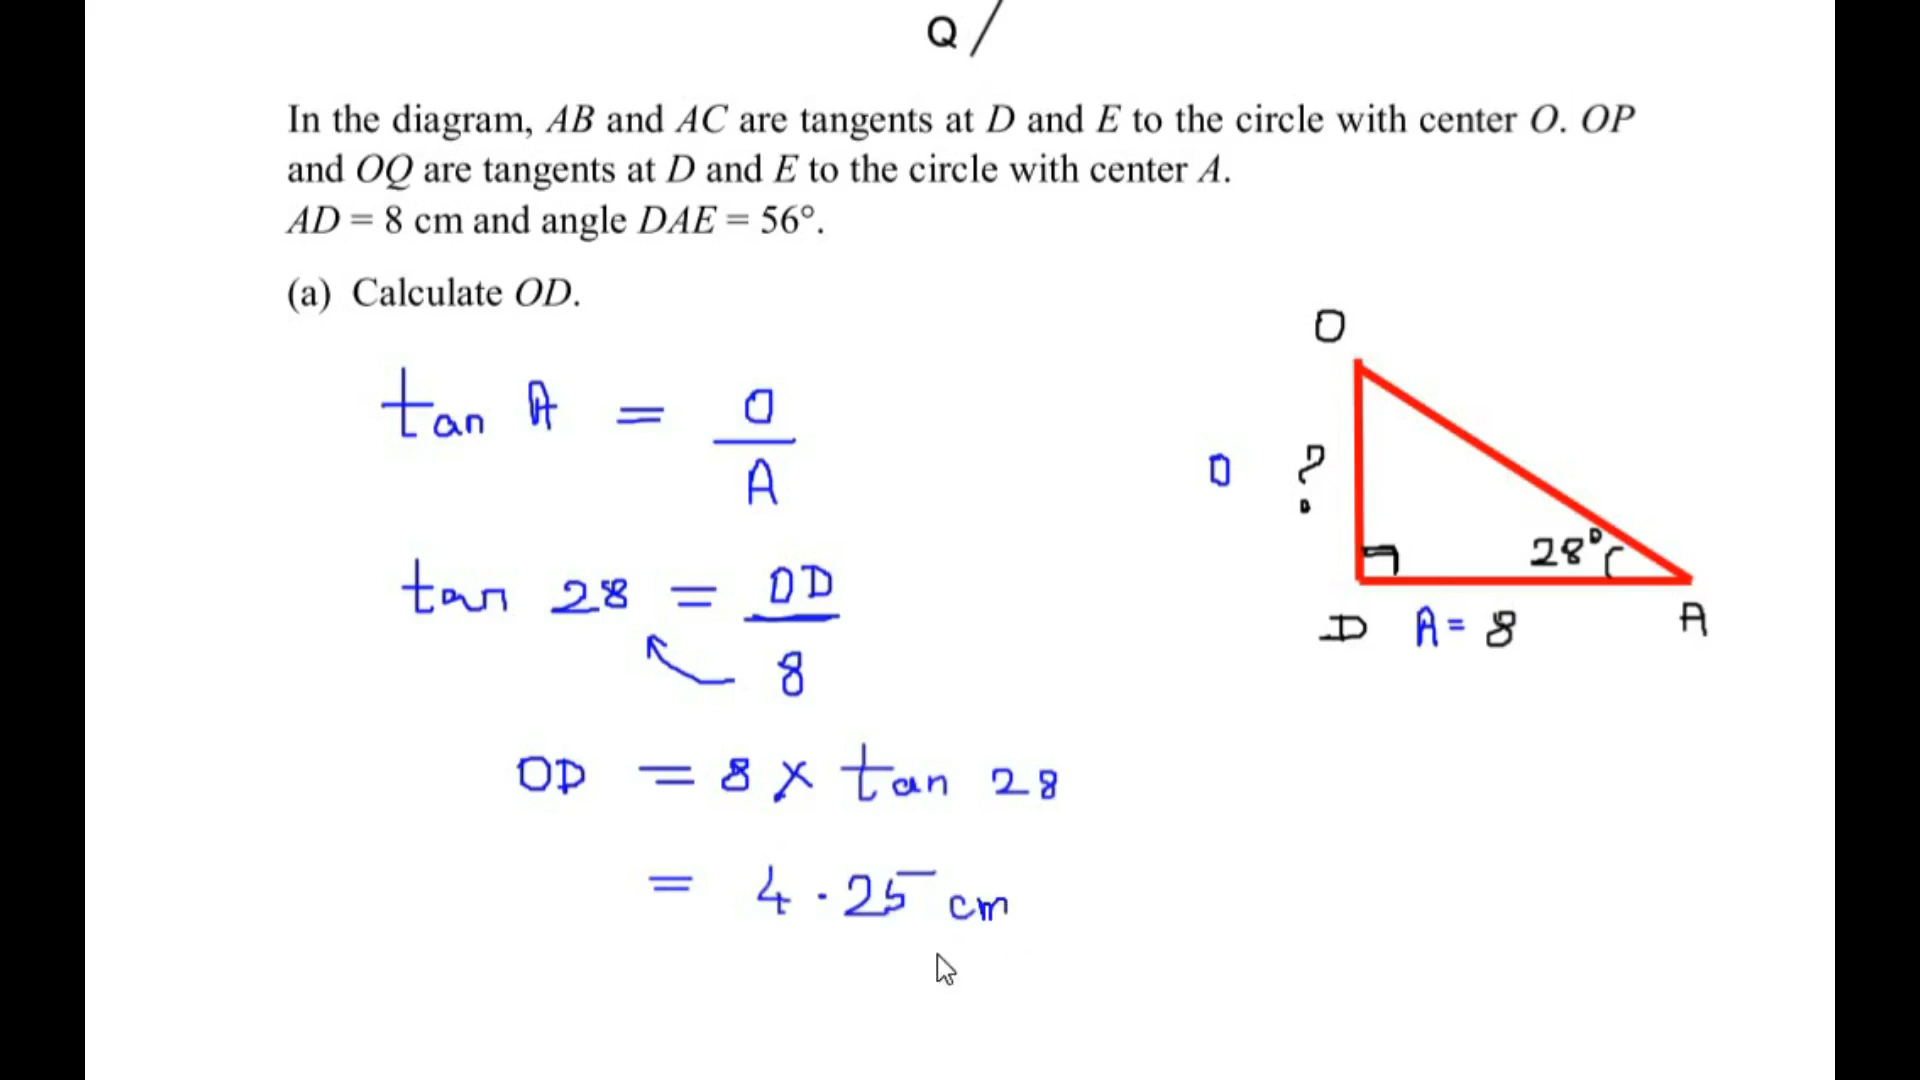 Q
In the diagram, AB and AC are tangents at D and E to the circle with center O. OP
and OQ are tangents at D and E to the circle with center A.
AD = 8 cm and angle DAE = 56°.
(a) Calculate OD.
tan A = O
A
tan 28 = OD
8
OD = 8 × tan 28
= 4.25 cm
O
O ?
28°
D A = 8 A